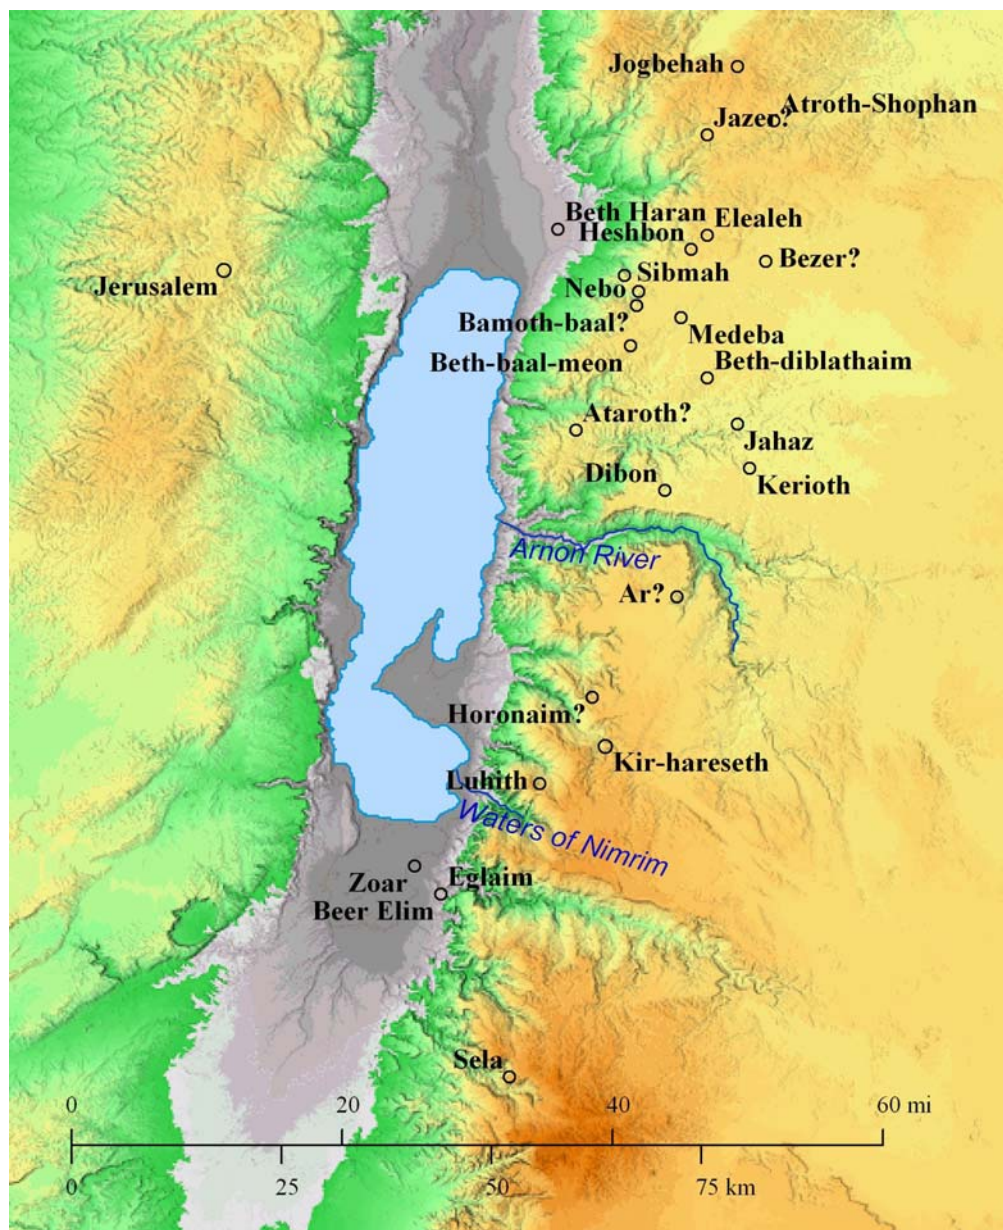 Jogbehah
Atroth-Shophan
Jazer?
Beth Haran
Elealeh
Heshbon
Bezer?
Jerusalem
Sibmah
Nebo
Bamoth-baal?
Medeba
Beth-baal-meon
Beth-diblathaim
Ataroth?
Jahaz
Dibon
Kerioth
Arnon River
Ar?
Horonaim?
Kir-hareseth
Luhith
Waters of Nimrim
Zoar
Eglaim
Beer Elim
Sela
0 20 40 60 mi
0 25 50 75 km